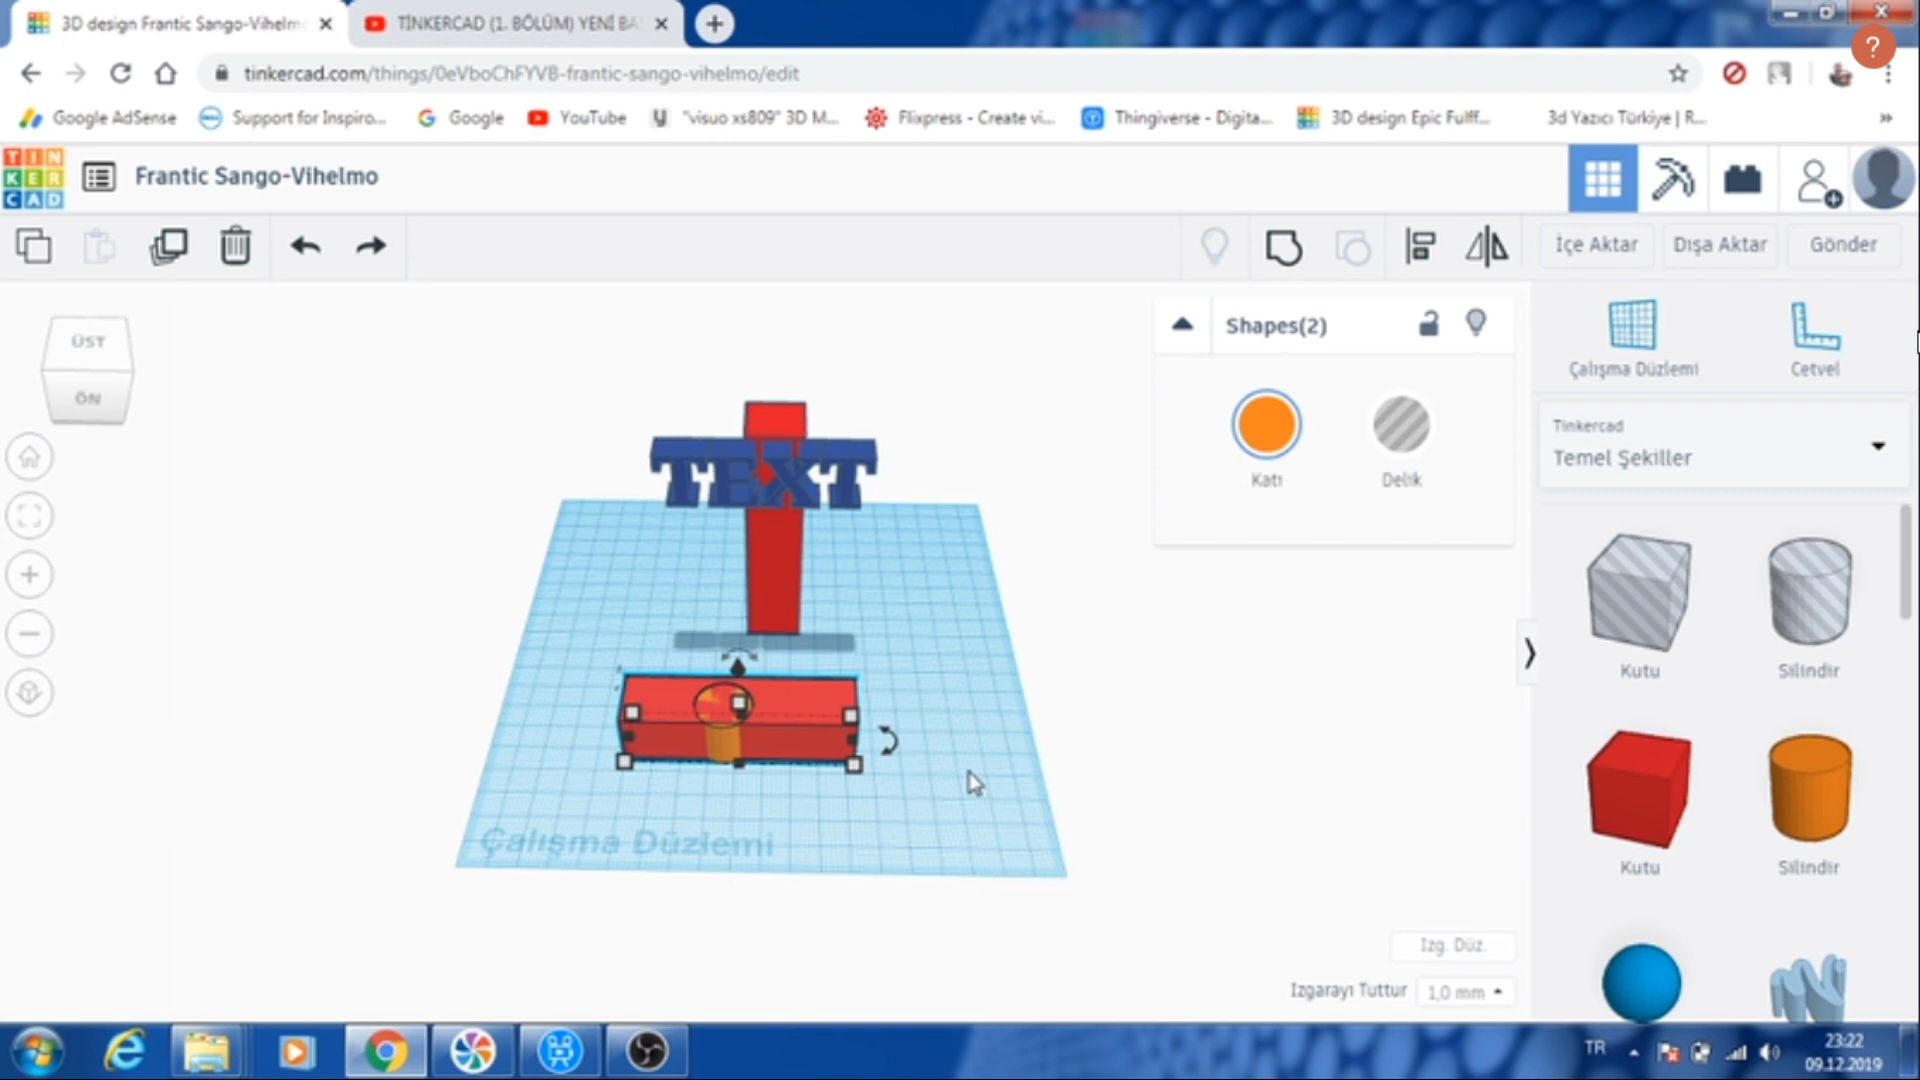 3D design Frantic Sango-Vihelmo
TİNKERCAD (1. BÖLÜM) YENİ BA
tinkercad.com/things/0eVboChFYVB-frantic-sango-vihelmo/edit
?
Google AdSense
Support for Inspiro...
Google
YouTube
"visuo xs809" 3D M...
Flixpress - Create vi...
Thingiverse - Digita...
3D design Epic Fulff...
3d Yazıcı Türkiye | R...
»
TIN
KER
CAD
Frantic Sango-Vihelmo
İçe Aktar
Dışa Aktar
Gönder
ÜST
ÖN
Shapes(2)
Katı
Delik
Çalışma Düzlemi
Cetvel
Tinkercad
Temel Şekiller
TEXT
Kutu
Silindir
Kutu
Silindir
Çalışma Düzlemi
Izg. Düz.
Izgarayı Tuttur
1,0 mm
TR
23:22
09.12.2019